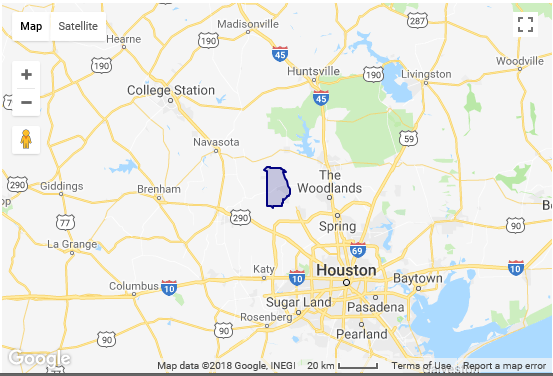 Map
Satellite
Hearne
Madisonville
287
190
190
45
Woodville
Huntsville
190
Livingston
190
College Station
45
59
Navasota
290
Giddings
Brenham
The
Woodlands
77
290
Spring
90
La Grange
69
Katy
10
Houston
10
Columbus
10
Baytown
77
Sugar Land
Pasadena
90
Rosenberg
90
Pearland
Google
Map data ©2018 Google, INEGI
20 km
Terms of Use
Report a map error